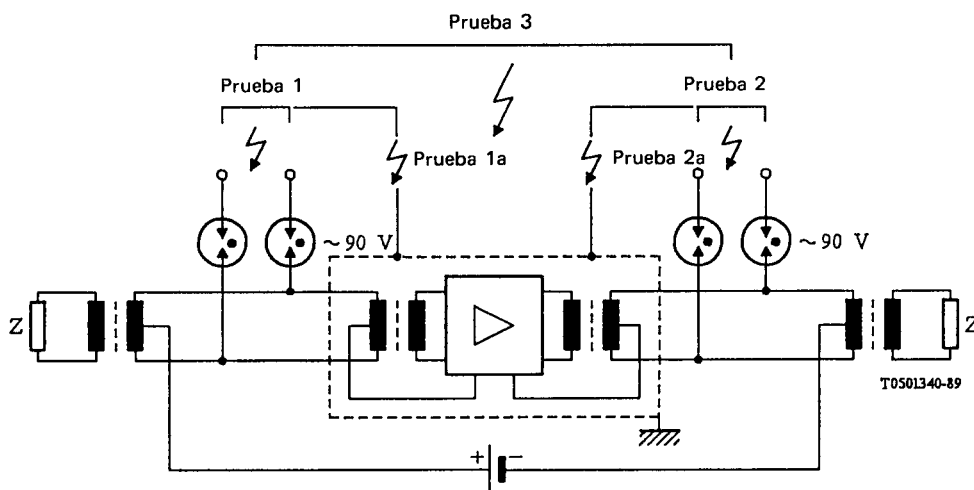 Prueba 3
Prueba 1
Prueba 2
Prueba 1a
Prueba 2a
~ 90 V
~ 90 V
Z
Z
T0501340-89
+ −